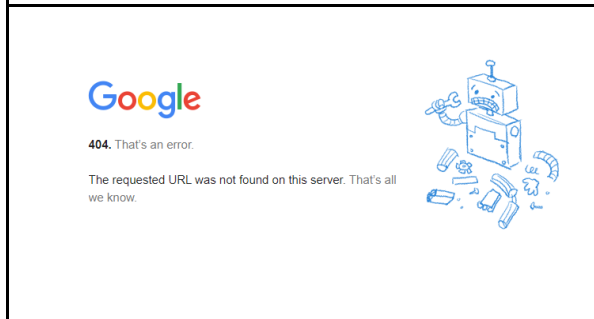 Google
404. That's an error.
The requested URL was not found on this server. That's all
we know.